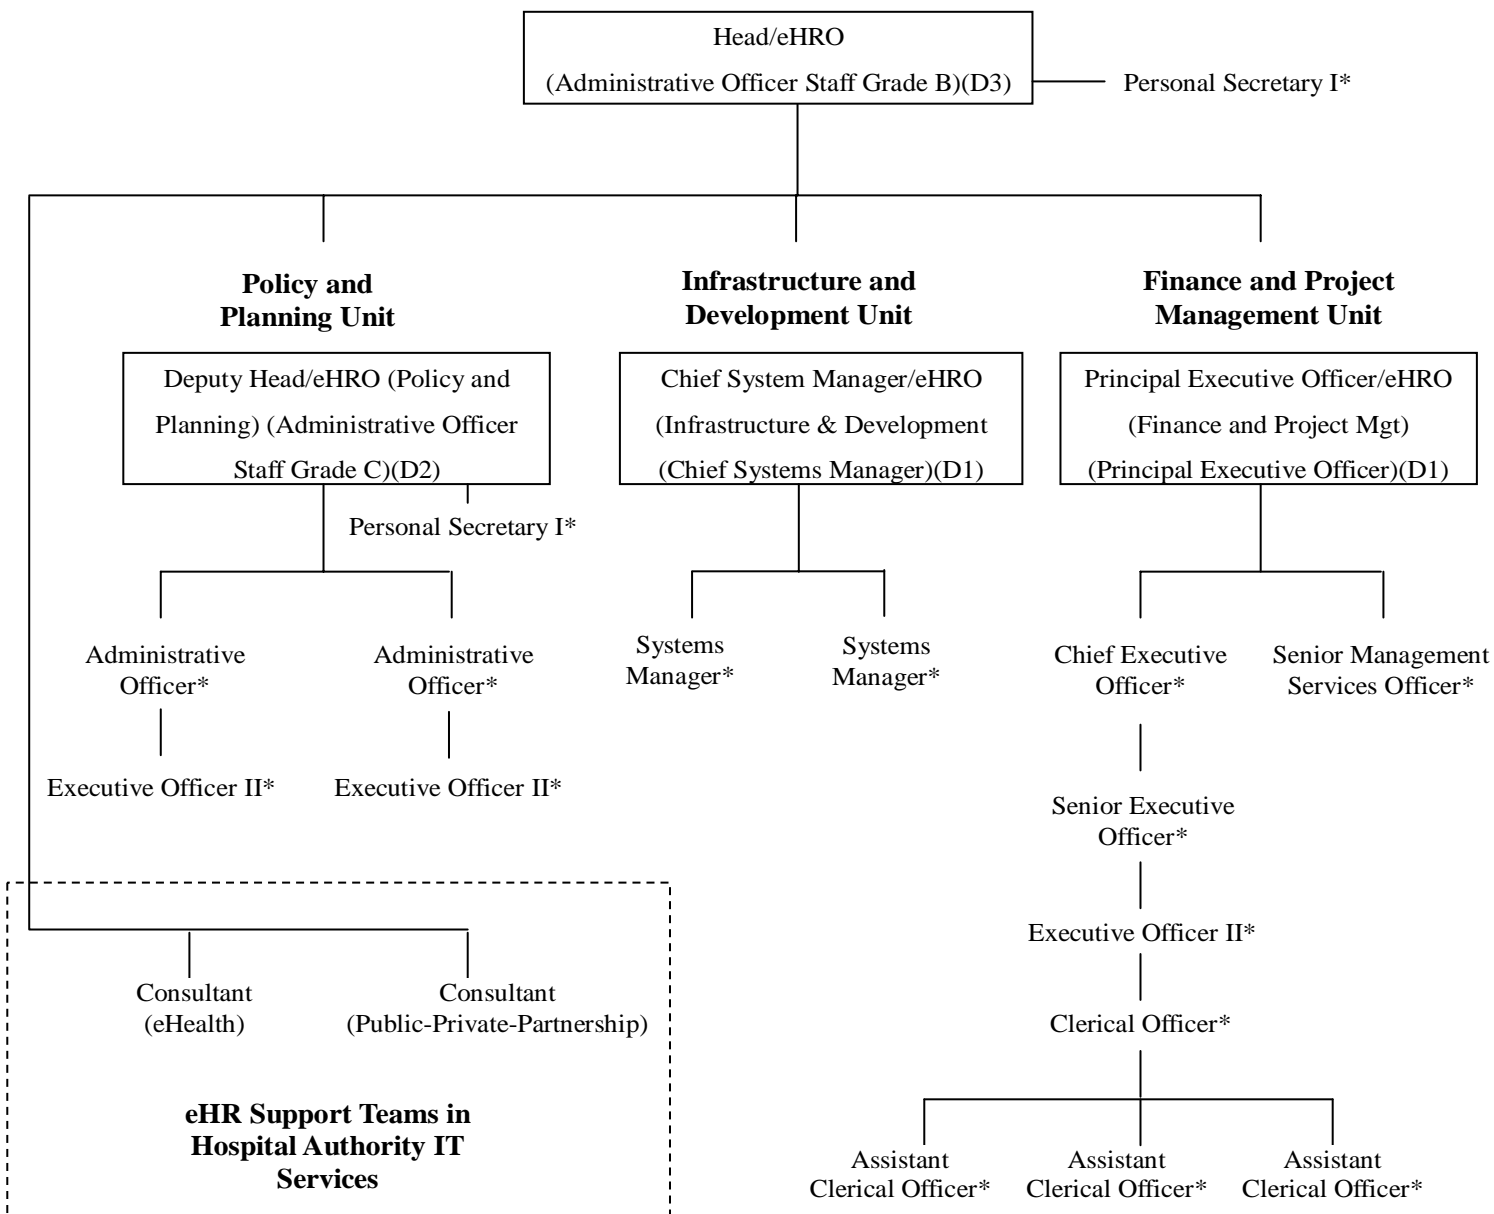 Head/eHRO
(Administrative Officer Staff Grade B)(D3)
Personal Secretary I*
Policy and
Planning Unit
Deputy Head/eHRO (Policy and
Planning) (Administrative Officer
Staff Grade C)(D2)
Personal Secretary I*
Administrative
Officer*
Administrative
Officer*
Executive Officer II*
Executive Officer II*
Infrastructure and
Development Unit
Chief System Manager/eHRO
(Infrastructure & Development
(Chief Systems Manager)(D1)
Systems
Manager*
Systems
Manager*
Finance and Project
Management Unit
Principal Executive Officer/eHRO
(Finance and Project Mgt)
(Principal Executive Officer)(D1)
Chief Executive
Officer*
Senior Management
Services Officer*
Senior Executive
Officer*
Executive Officer II*
Clerical Officer*
Assistant
Clerical Officer*
Assistant
Clerical Officer*
Assistant
Clerical Officer*
Consultant
(eHealth)
Consultant
(Public-Private-Partnership)
eHR Support Teams in
Hospital Authority IT
Services